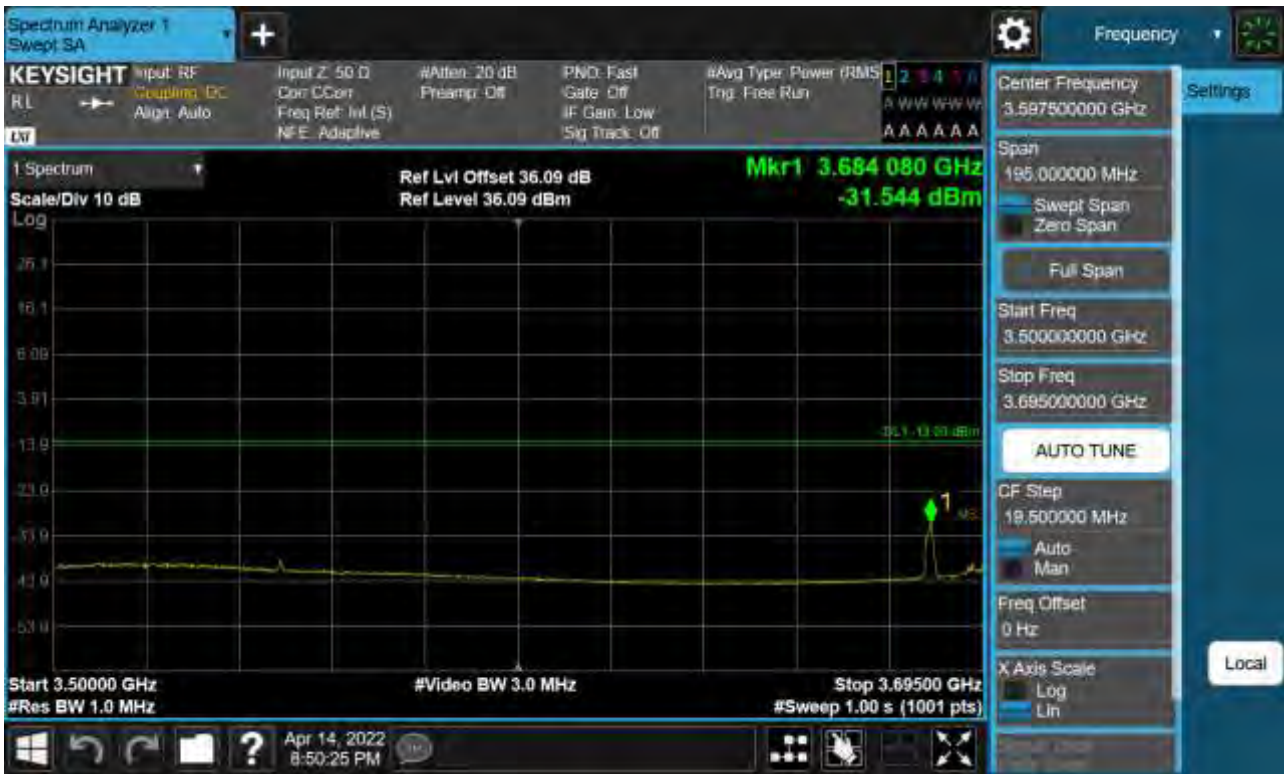 Spectrum Analyzer 1
Swept SA
Frequency
KEYSIGHT
Input: RF
Input Z: 50 Ω
#Atten: 20 dB
PNO: Fast
#Avg Type: Power (RMS
1 2 3 4 5 6
RL
Coupling: DC
Corr CCorr
Preamp: Off
Gate: Off
Trig: Free Run
Align: Auto
Freq Ref: Int (S)
IF Gain: Low
A W W W W W
NFE: Adaptive
Sig Track: Off
A A A A A A
LXI
1 Spectrum
Ref Lvl Offset 36.09 dB
Mkr1 3.684 080 GHz
Scale/Div 10 dB
Ref Level 36.09 dBm
-31.544 dBm
Log
26.1
16.1
6.09
-3.91
-13.9
DL1 -13.00 dBm
-23.9
1
-33.9
-43.9
-53.9
Start 3.50000 GHz
#Video BW 3.0 MHz
Stop 3.69500 GHz
#Res BW 1.0 MHz
#Sweep 1.00 s (1001 pts)
?
Apr 14, 2022
8:50:25 PM
Center Frequency
3.597500000 GHz
Settings
Span
195.000000 MHz
Swept Span
Zero Span
Full Span
Start Freq
3.500000000 GHz
Stop Freq
3.695000000 GHz
AUTO TUNE
CF Step
19.500000 MHz
Auto
Man
Freq Offset
0 Hz
X Axis Scale
Log
Lin
Local